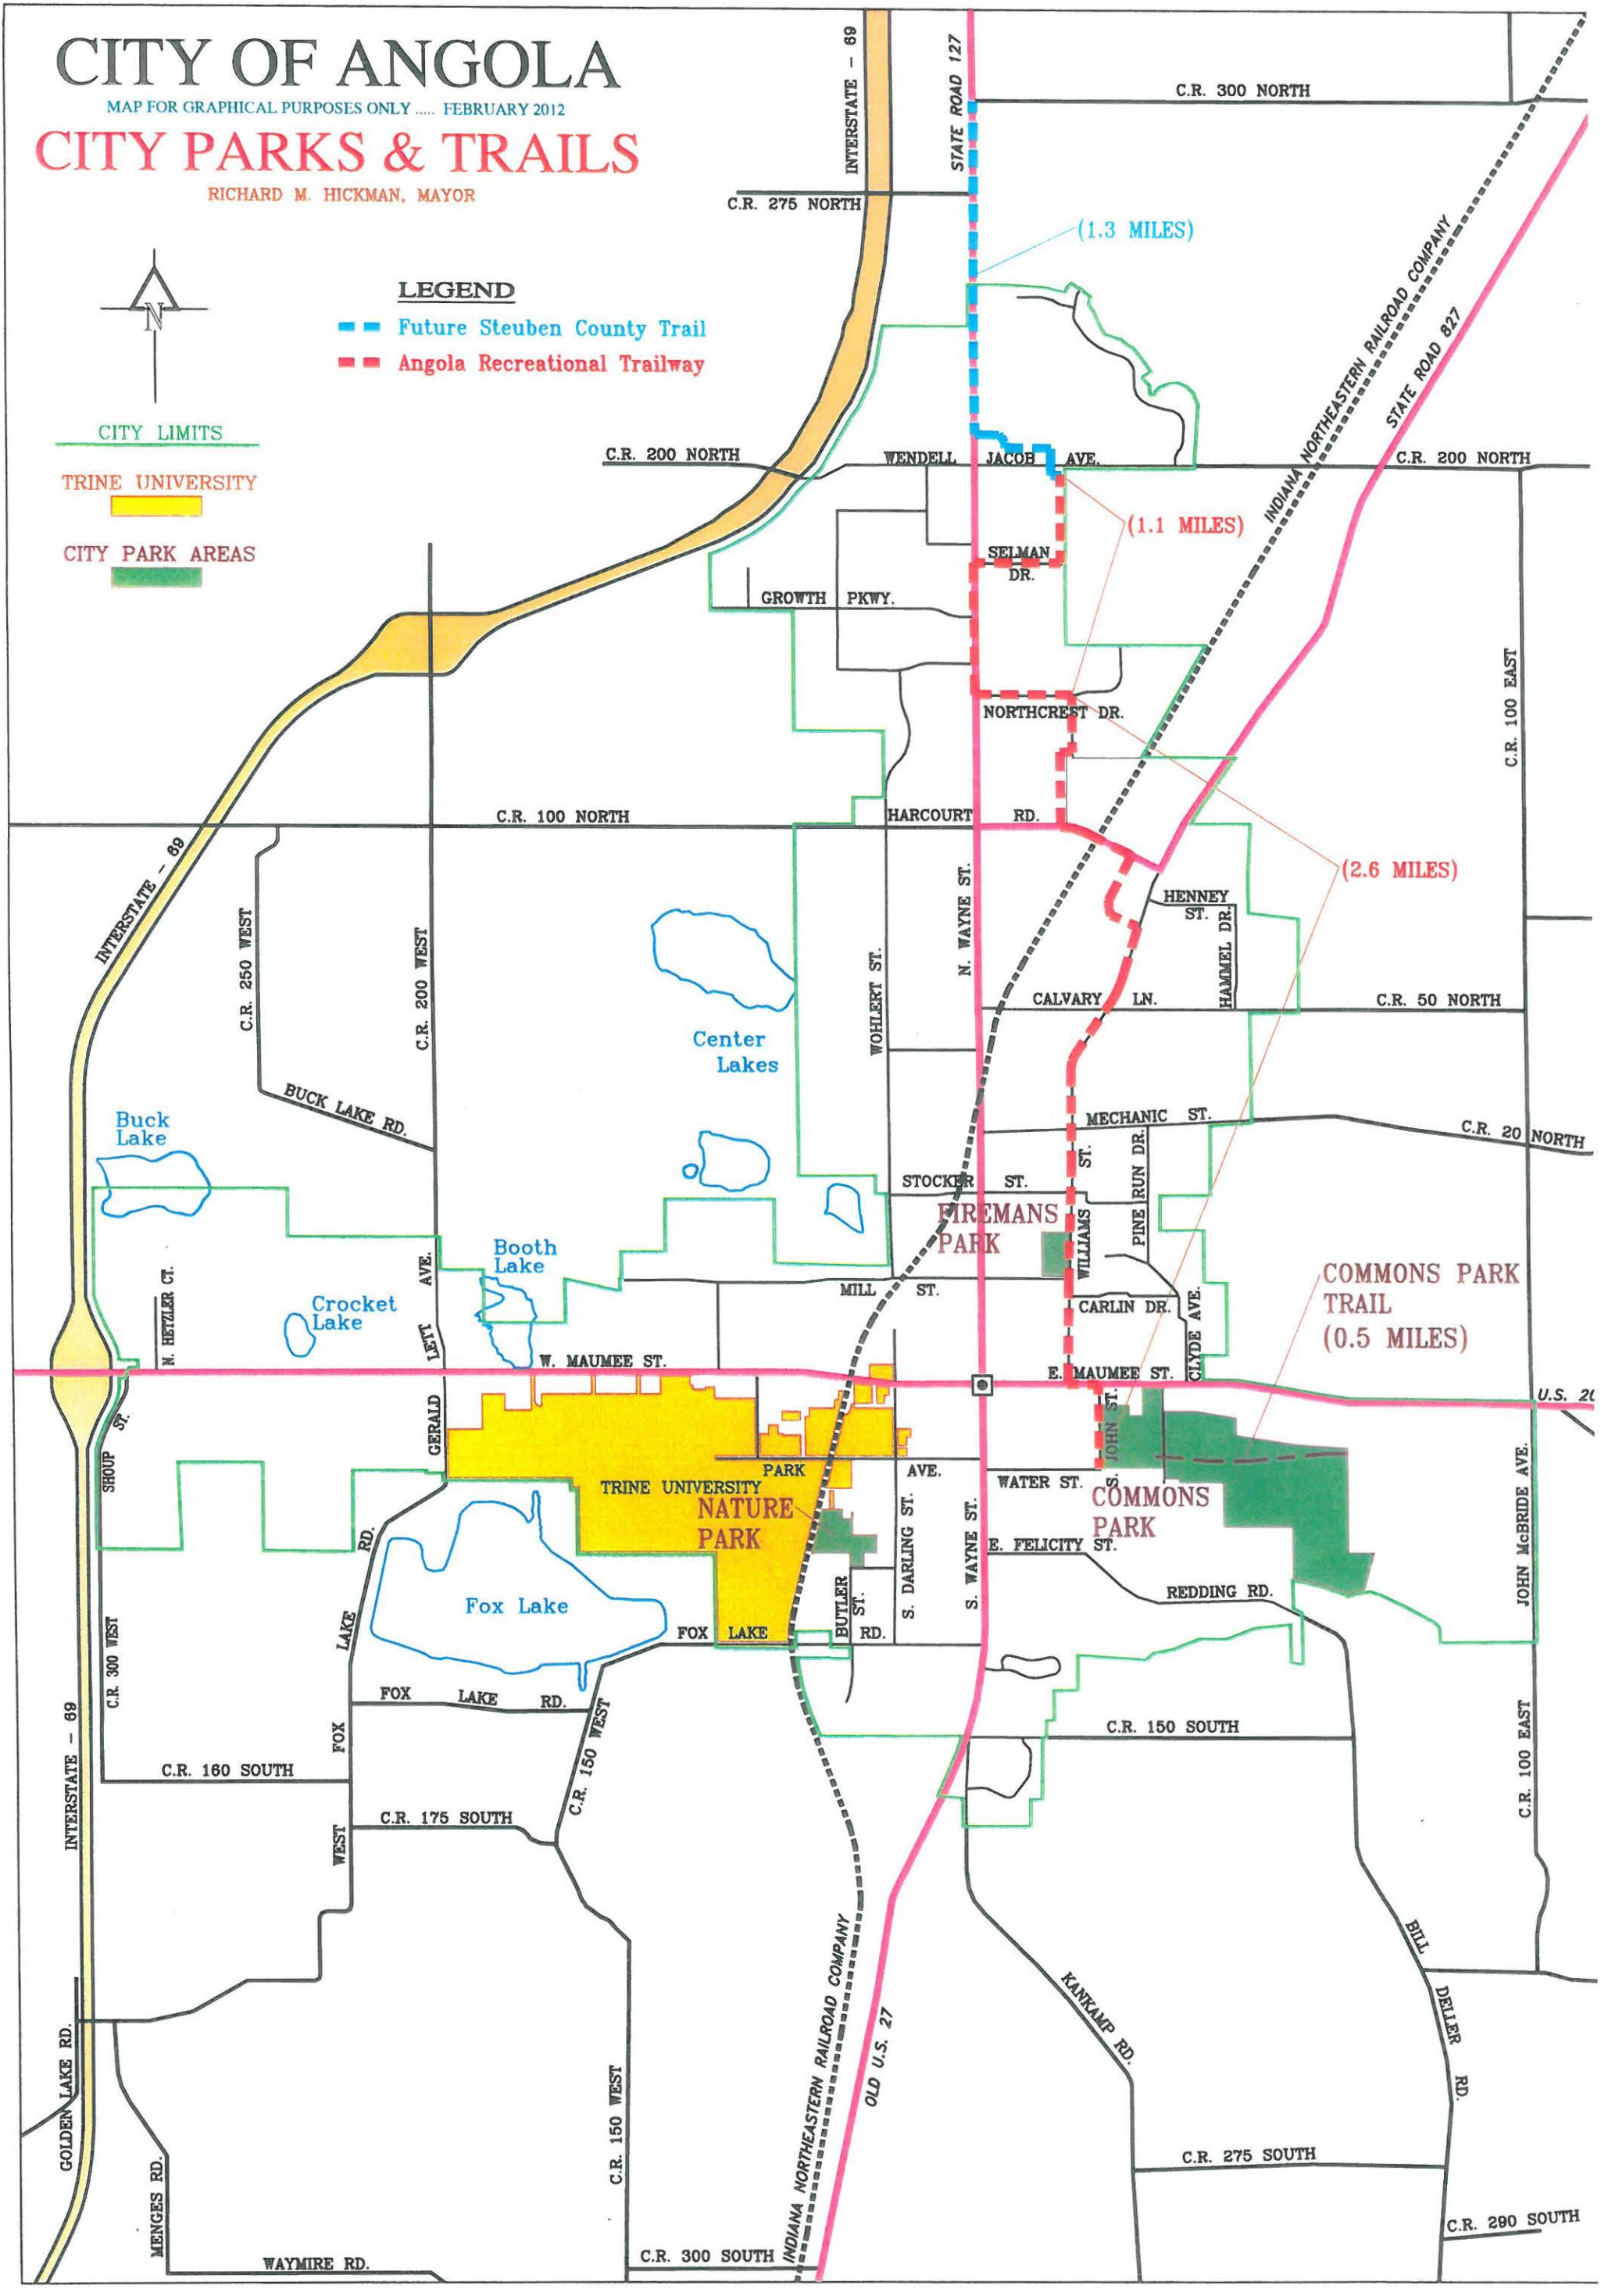 CITY OF ANGOLA
MAP FOR GRAPHICAL PURPOSES ONLY ..... FEBRUARY 2012
CITY PARKS & TRAILS
RICHARD M. HICKMAN, MAYOR
N
LEGEND
Future Steuben County Trail
Angola Recreational Trailway
CITY LIMITS
TRINE UNIVERSITY
CITY PARK AREAS
INTERSTATE - 69
STATE ROAD 127
C.R. 300 NORTH
C.R. 275 NORTH
(1.3 MILES)
INDIANA NORTHEASTERN RAILROAD COMPANY
STATE ROAD 827
C.R. 200 NORTH
WENDELL JACOB AVE.
C.R. 200 NORTH
(1.1 MILES)
SELMAN
DR.
GROWTH PKWY.
C.R. 100 EAST
NORTHCREST DR.
C.R. 100 NORTH
HARCOURT RD.
INTERSTATE - 69
(2.6 MILES)
N. WAYNE ST.
HENNEY
ST.
HAMMEL DR.
C.R. 250 WEST
C.R. 200 WEST
WOHLERT ST.
CALVARY LN.
C.R. 50 NORTH
Center
Lakes
BUCK LAKE RD.
Buck
Lake
MECHANIC ST.
C.R. 20 NORTH
STOCKER ST.
ST.
PINE RUN DR.
FIREMANS
PARK
WILLIAMS
Booth
Lake
AVE.
N. HETZLER CT.
MILL ST.
COMMONS PARK
TRAIL
(0.5 MILES)
Crocket
Lake
CARLIN DR.
CLYDE AVE.
LETT
W. MAUMEE ST.
E. MAUMEE ST.
U.S. 20
ST.
SHOUP
GERALD
S. JOHN ST.
PARK AVE.
WATER ST.
TRINE UNIVERSITY
NATURE
PARK
COMMONS
PARK
JOHN McBRIDE AVE.
S. DARLING ST.
S. WAYNE ST.
E. FELICITY ST.
RD.
REDDING RD.
Fox Lake
BUTLER
ST.
LAKE
FOX LAKE RD.
C.R. 300 WEST
FOX LAKE RD.
FOX
C.R. 150 WEST
C.R. 150 SOUTH
C.R. 160 SOUTH
INTERSTATE - 69
C.R. 100 EAST
C.R. 175 SOUTH
WEST
INDIANA NORTHEASTERN RAILROAD COMPANY
OLD U.S. 27
KANKAMP RD.
BILL
DELLER
RD.
GOLDEN LAKE RD.
C.R. 150 WEST
MENGES RD.
C.R. 275 SOUTH
C.R. 290 SOUTH
WAYMIRE RD.
C.R. 300 SOUTH